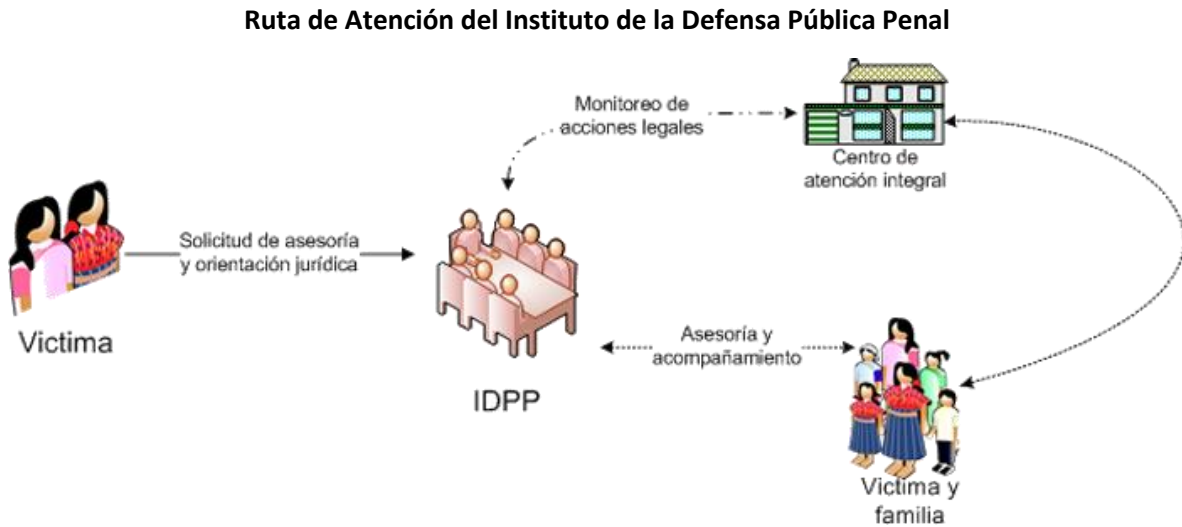 Ruta de Atención del Instituto de la Defensa Pública Penal
Monitoreo de
acciones legales
Centro de
atención integral
Solicitud de asesoría
y orientación jurídica
Victima
IDPP
Asesoría y
acompañamiento
Victima y
familia